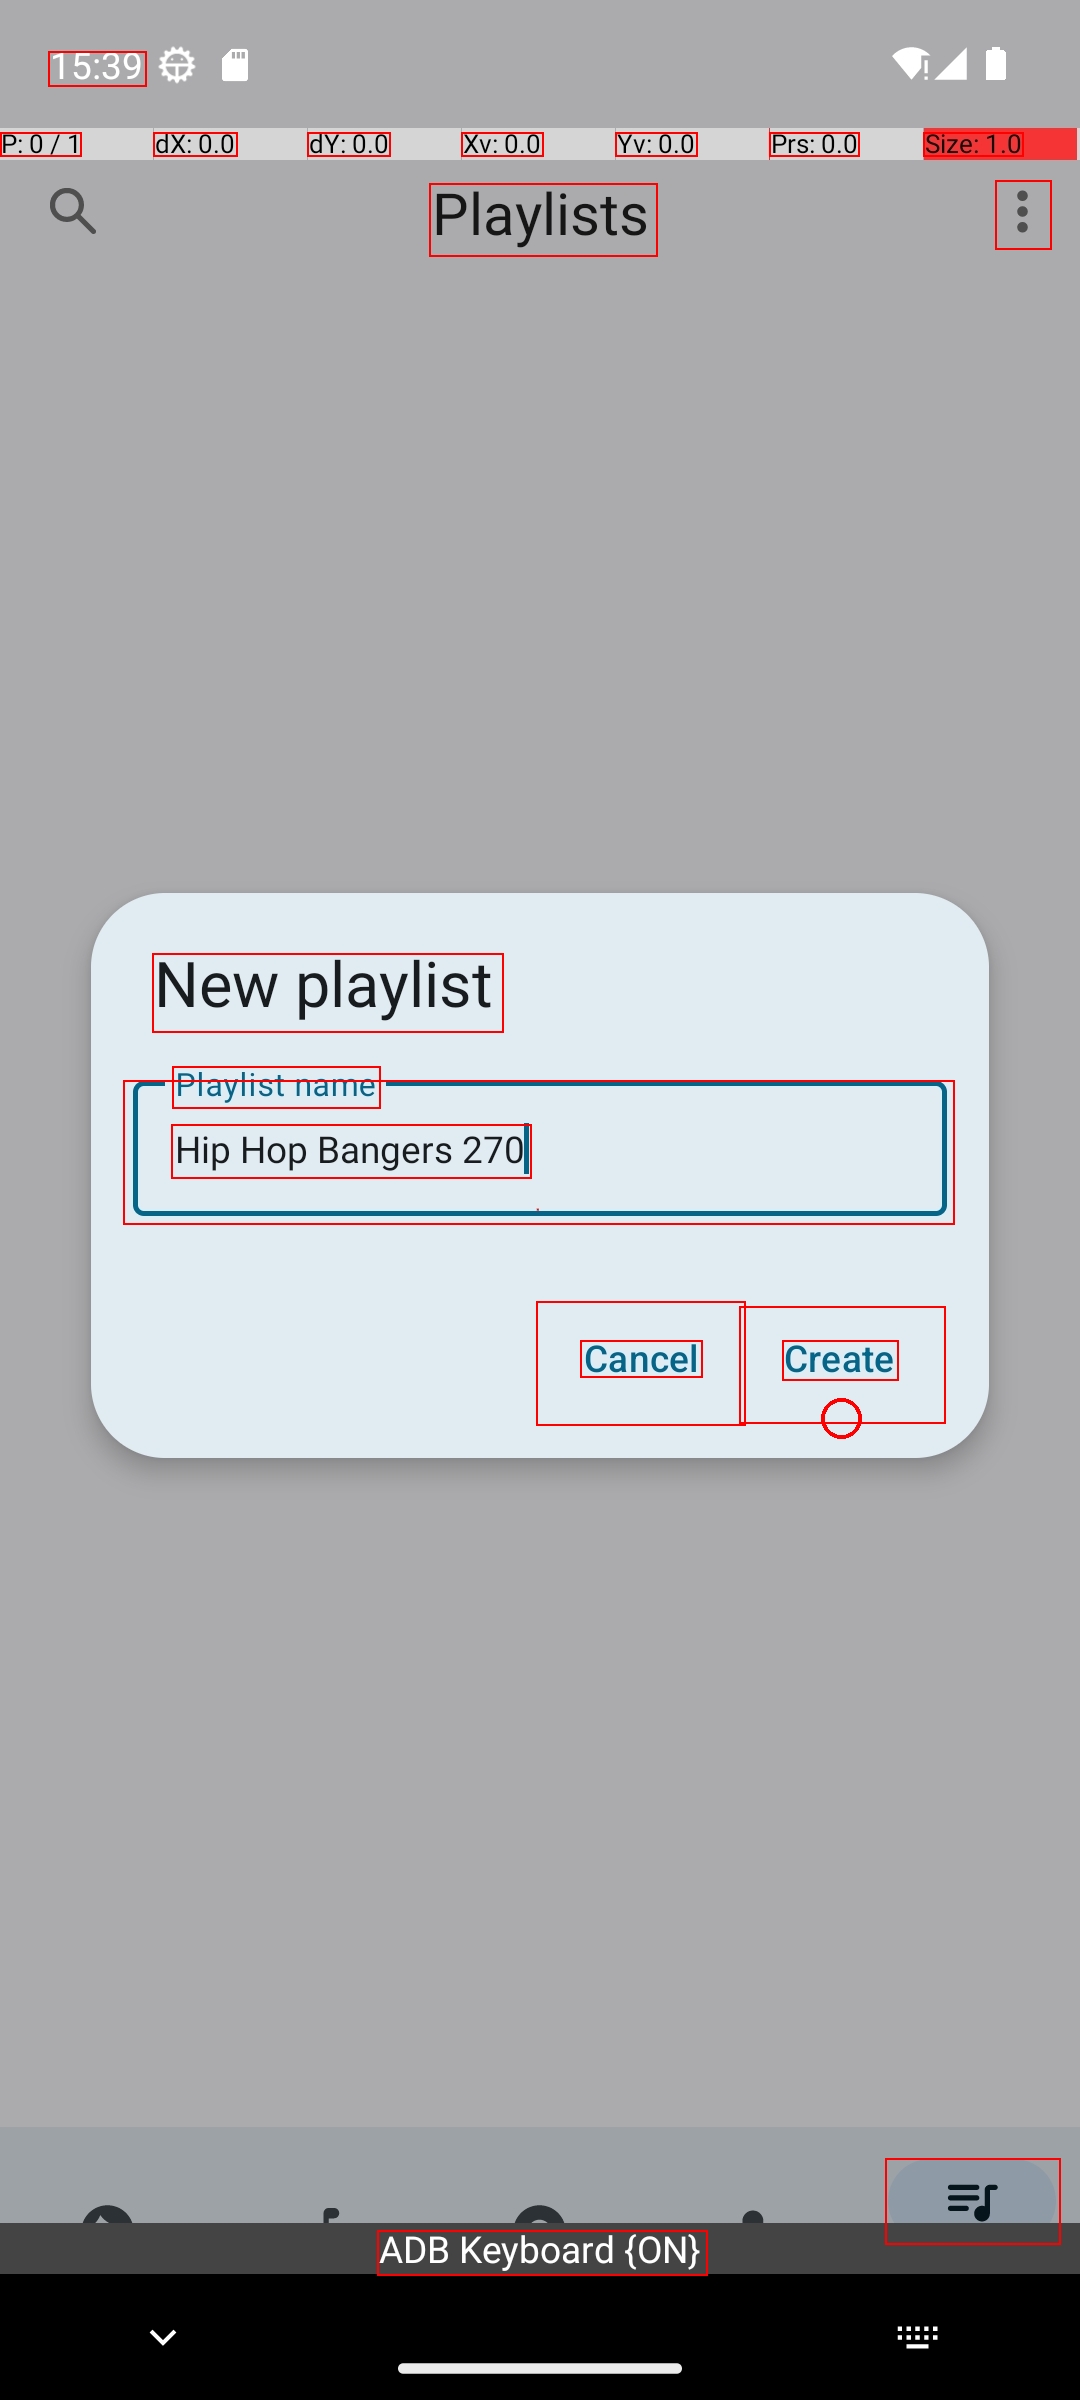 15:39
P: 0 / 1 dX: 0.0 dY: 0.0 Xv: 0.0 Yv: 0.0 Prs: 0.0 Size: 1.0
Playlists
New playlist
Playlist name
Hip Hop Bangers 270
Cancel Create
ADB Keyboard {ON}